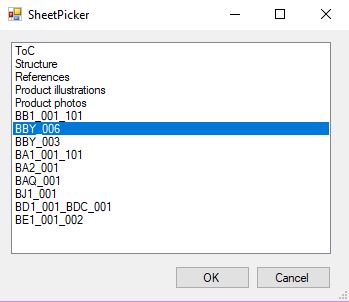 SheetPicker
ToC
Structure
References
Product illustrations
Product photos
BB1_001_101
BBY_006
BBY_003
BA1_001_101
BA2_001
BAQ_001
BJ1_001
BD1_001_BDC_001
BE1_001_002
OK Cancel